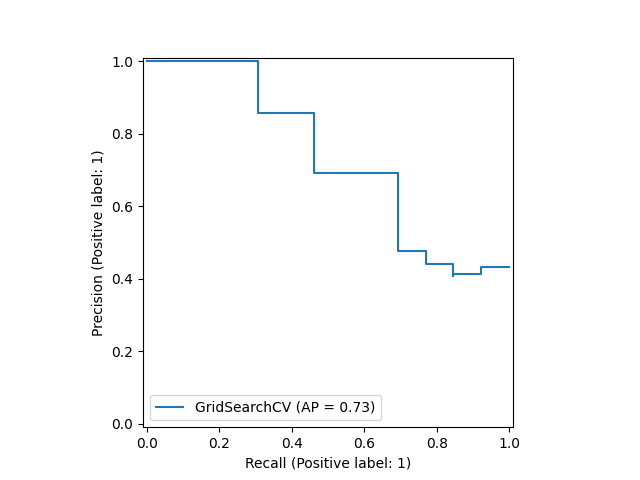 1.0
0.8
0.6
0.4
0.2
0.0
Precision (Positive label: 1)
GridSearchCV (AP = 0.73)
0.0 0.2 0.4 0.6 0.8 1.0
Recall (Positive label: 1)